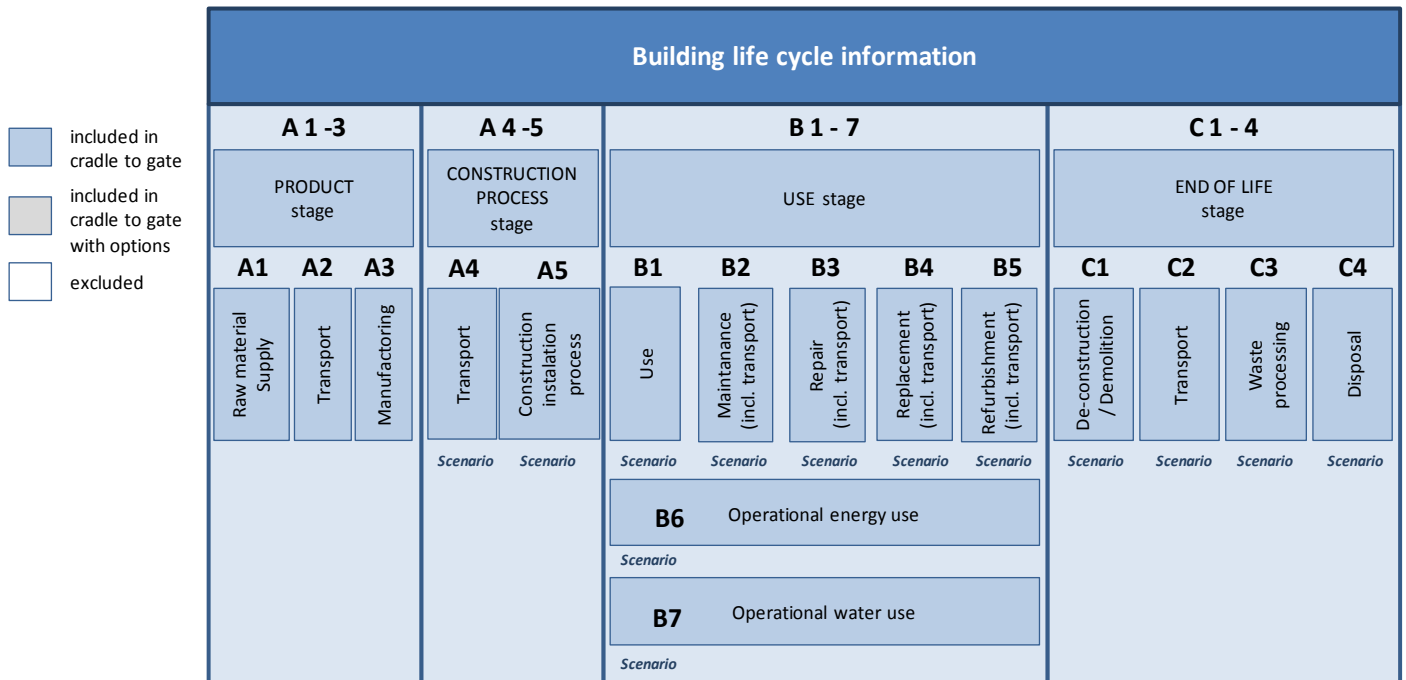 Building life cycle information
included in
cradle to gate
included in
cradle to gate
with options
excluded
A 1 -3
A 4 -5
B 1 - 7
C 1 - 4
PRODUCT
stage
CONSTRUCTION
PROCESS
stage
USE stage
END OF LIFE
stage
A1
A2
A3
A4
A5
B1
B2
B3
B4
B5
C1
C2
C3
C4
Raw material
Supply
Transport
Manufactoring
Transport
Construction
instalation
process
Use
Maintanance
(incl. transport)
Repair
(incl. transport)
Replacement
(incl. transport)
Refurbishment
(incl. transport)
De-construction
/ Demolition
Transport
Waste
processing
Disposal
Scenario
Scenario
Scenario
Scenario
Scenario
Scenario
Scenario
Scenario
Scenario
Scenario
Scenario
B6 Operational energy use
Scenario
B7 Operational water use
Scenario